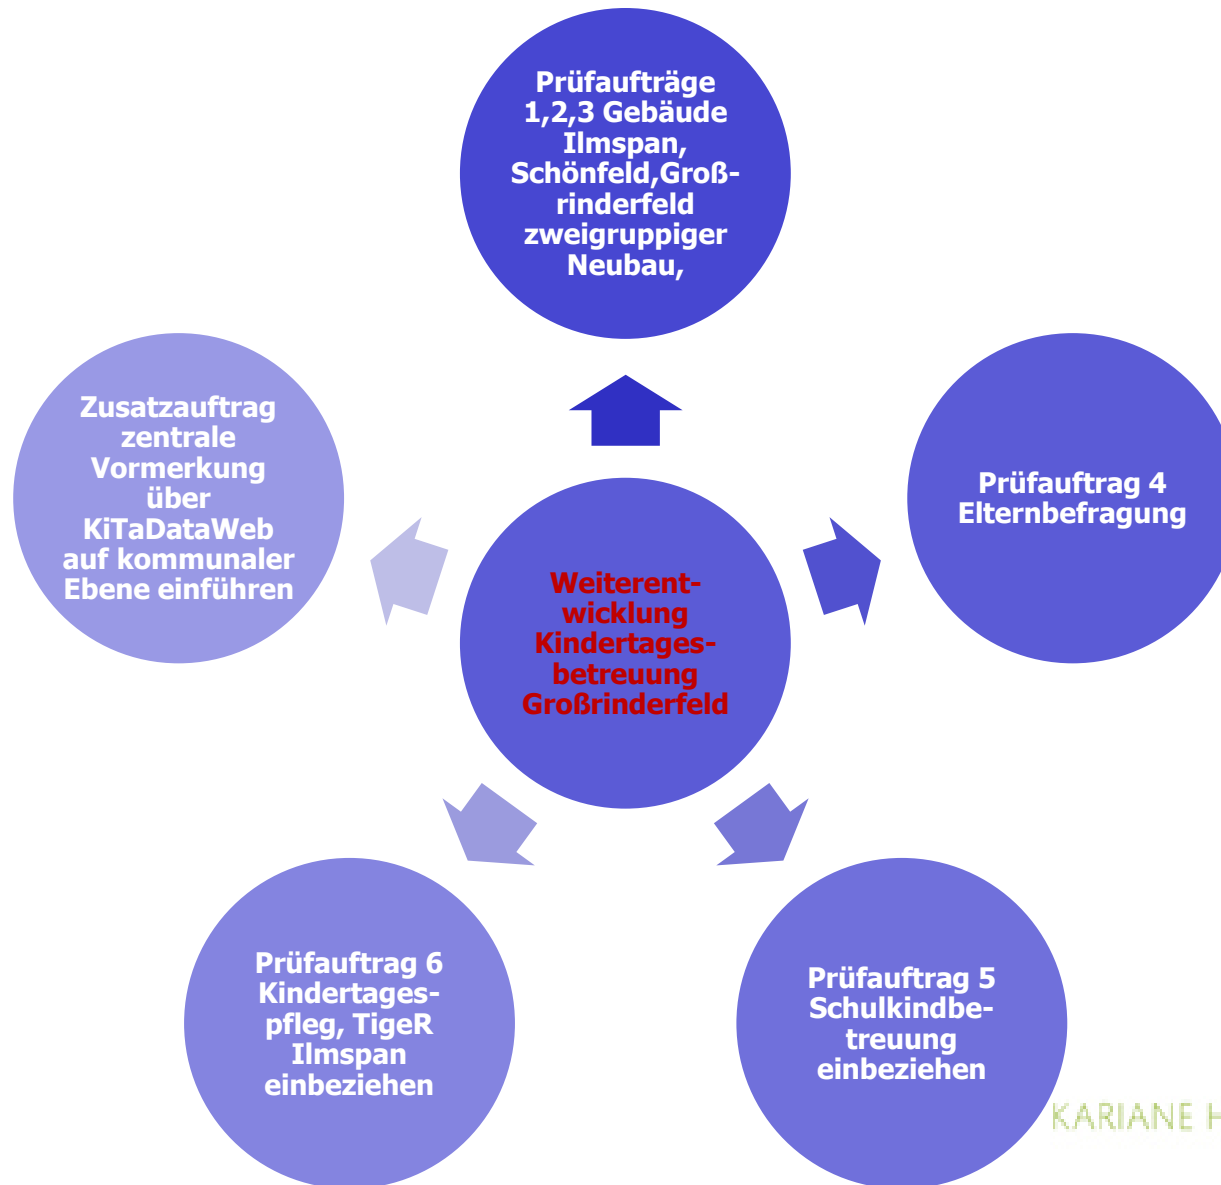 Prüfaufträge
1,2,3 Gebäude
Ilmspan,
Schönfeld,Groß-
rinderfeld
zweigruppiger
Neubau,
Zusatzauftrag
zentrale
Vormerkung
über
KiTaDataWeb
auf kommunaler
Ebene einführen
Prüfauftrag 4
Elternbefragung
Weiterent-
wicklung
Kindertages-
betreuung
Großrinderfeld
Prüfauftrag 6
Kindertages-
pfleg, TigeR
Ilmspan
einbeziehen
Prüfauftrag 5
Schulkindbe-
treuung
einbeziehen
KARIANE H